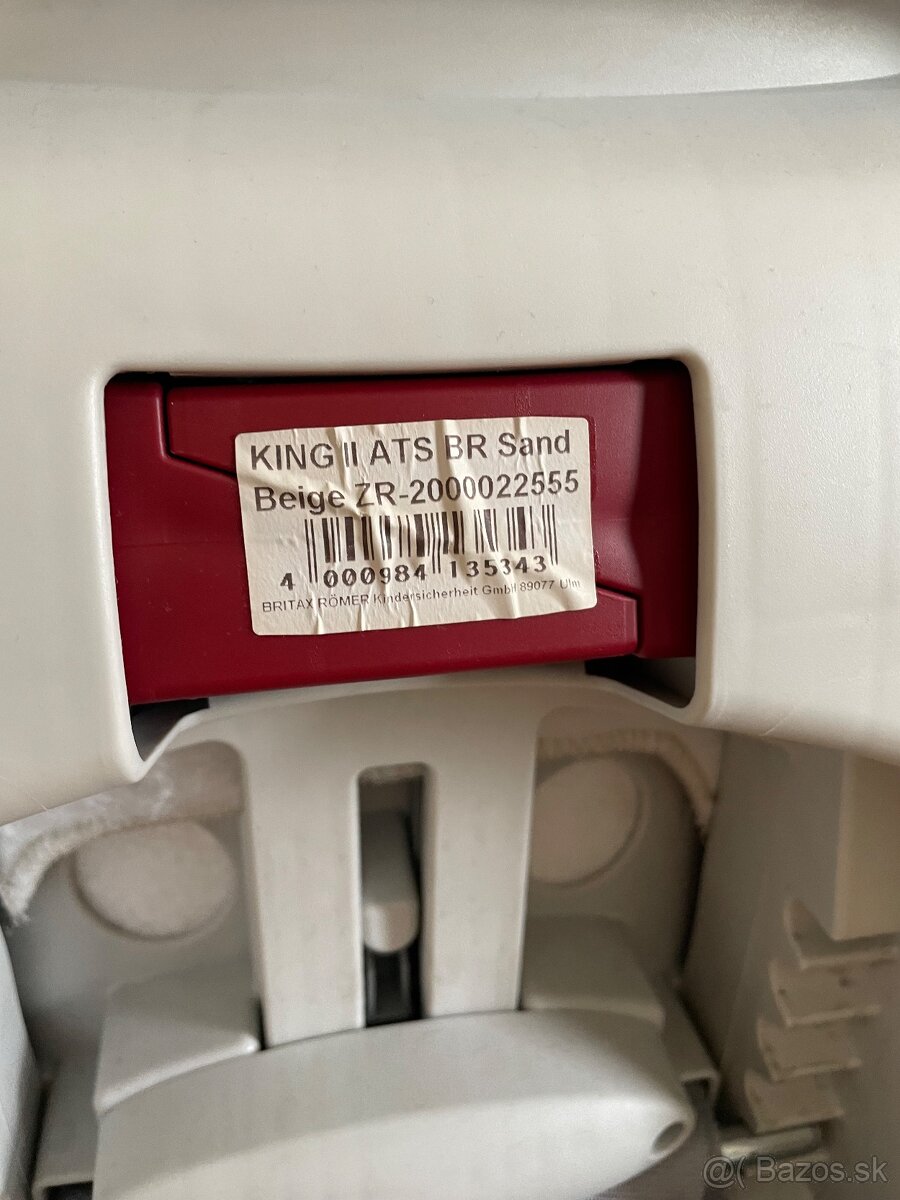 KING II ATS BR Sand
Beige ZR-2000022555
4 000984 135343
BRITAX RÖMER Kindersicherheit GmbH 89077 Ulm
@( Bazos.sk